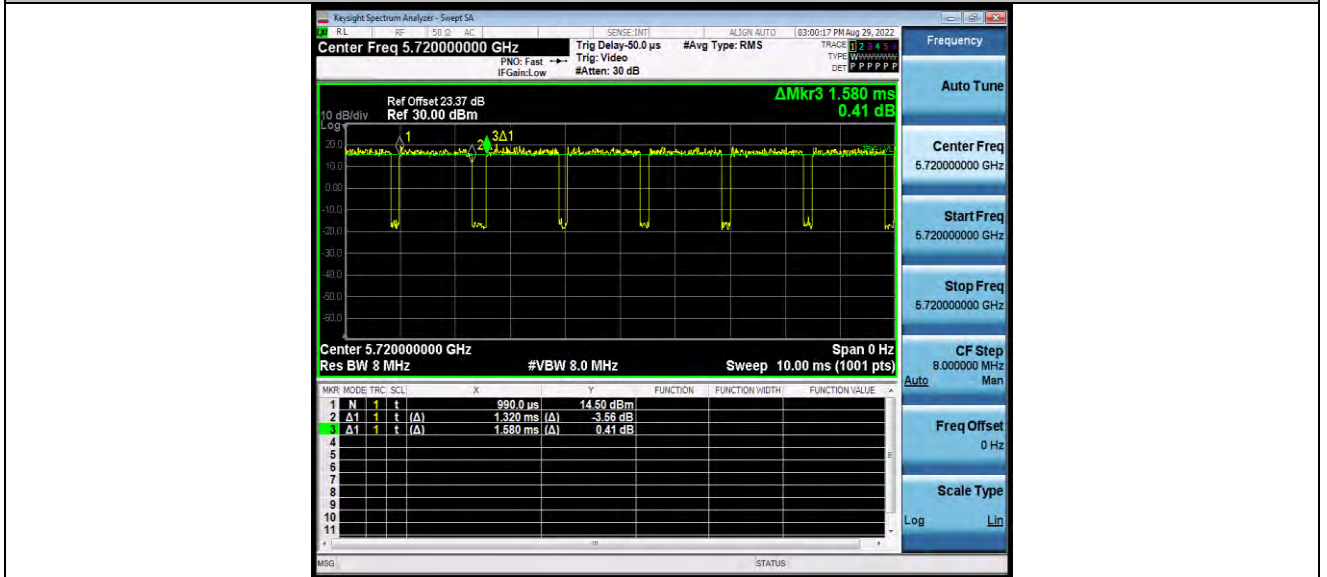 Keysight Spectrum Analyzer - Swept SA
RL RF 50 Ω AC SENSE:INT ALIGN AUTO 03:00:17 PM Aug 29, 2022
Center Freq 5.720000000 GHz
PNO: Fast
IFGain:Low
Trig Delay-50.0 µs
Trig: Video
#Atten: 30 dB
#Avg Type: RMS
TRACE 1 2 3 4 5 6
TYPE WWWWWW
DET P P P P P P
ΔMkr3 1.580 ms
0.41 dB
Ref Offset 23.37 dB
10 dB/div Ref 30.00 dBm
Log
1
2
3Δ1
20.0
10.0
0.00
-10.0
-20.0
-30.0
-40.0
-50.0
-60.0
Center 5.720000000 GHz Span 0 Hz
Res BW 8 MHz #VBW 8.0 MHz Sweep 10.00 ms (1001 pts)
MKR MODE TRC SCL X Y FUNCTION FUNCTION WIDTH FUNCTION VALUE
1 N 1 t 990.0 µs 14.50 dBm
2 Δ1 1 t (Δ) 1.320 ms (Δ) -3.56 dB
3 Δ1 1 t (Δ) 1.580 ms (Δ) 0.41 dB
4
5
6
7
8
9
10
11
MSG STATUS
Frequency
Auto Tune
Center Freq
5.720000000 GHz
Start Freq
5.720000000 GHz
Stop Freq
5.720000000 GHz
CF Step
8.000000 MHz
Auto Man
Freq Offset
0 Hz
Scale Type
Log Lin